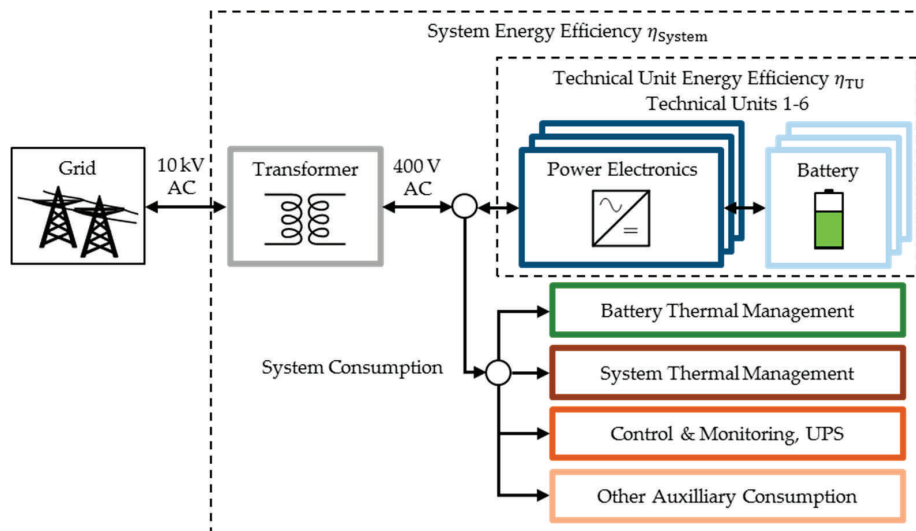 System Energy Efficiency ηSystem
Technical Unit Energy Efficiency ηTU
Technical Units 1-6
Grid
10 kV
AC
Transformer
400 V
AC
Power Electronics
Battery
System Consumption
Battery Thermal Management
System Thermal Management
Control & Monitoring, UPS
Other Auxilliary Consumption